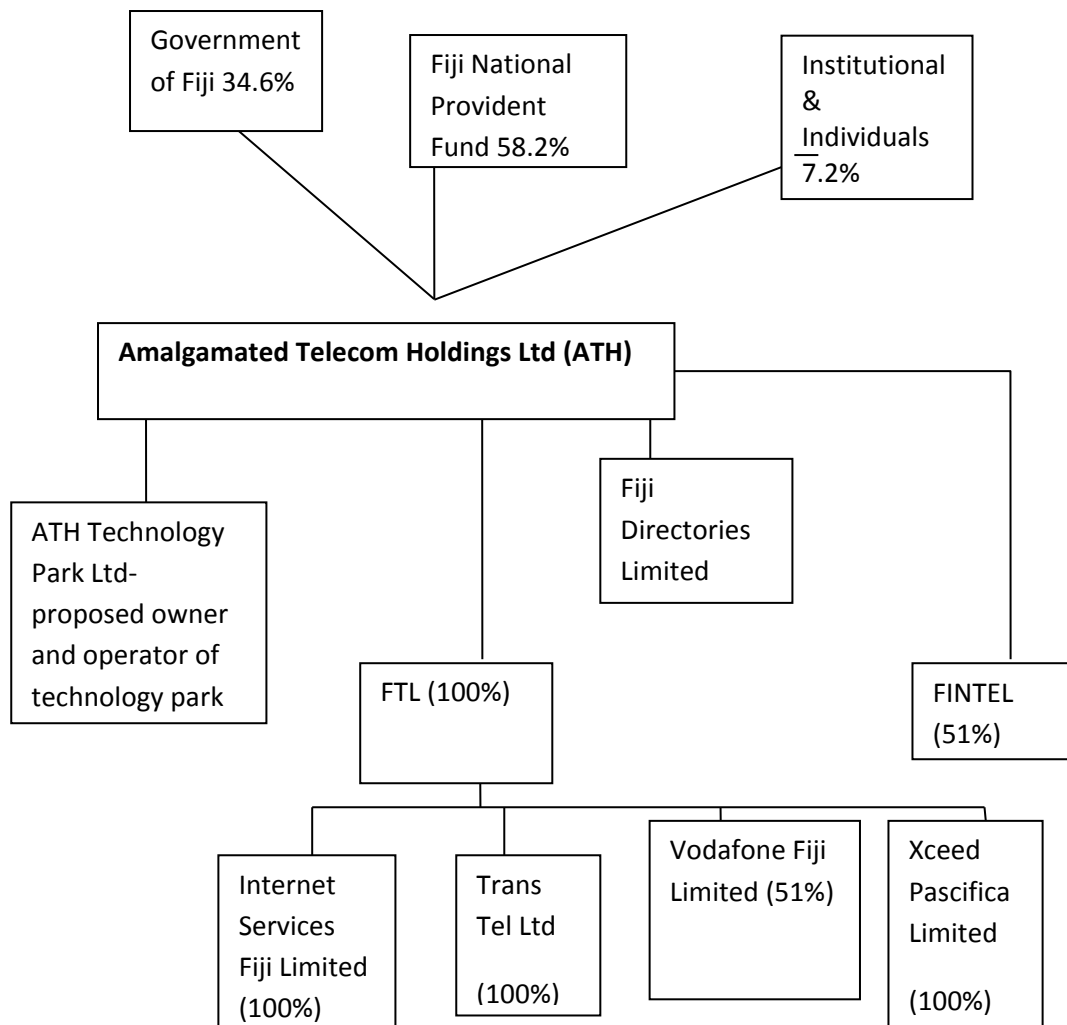 Government
of Fiji 34.6%
Fiji National
Provident
Fund 58.2%
Institutional
&
Individuals
7.2%
Amalgamated Telecom Holdings Ltd (ATH)
ATH Technology
Park Ltd-
proposed owner
and operator of
technology park
FTL (100%)
Fiji
Directories
Limited
FINTEL
(51%)
Internet
Services
Fiji Limited
(100%)
Trans
Tel Ltd
(100%)
Vodafone Fiji
Limited (51%)
Xceed
Pascifica
Limited
(100%)